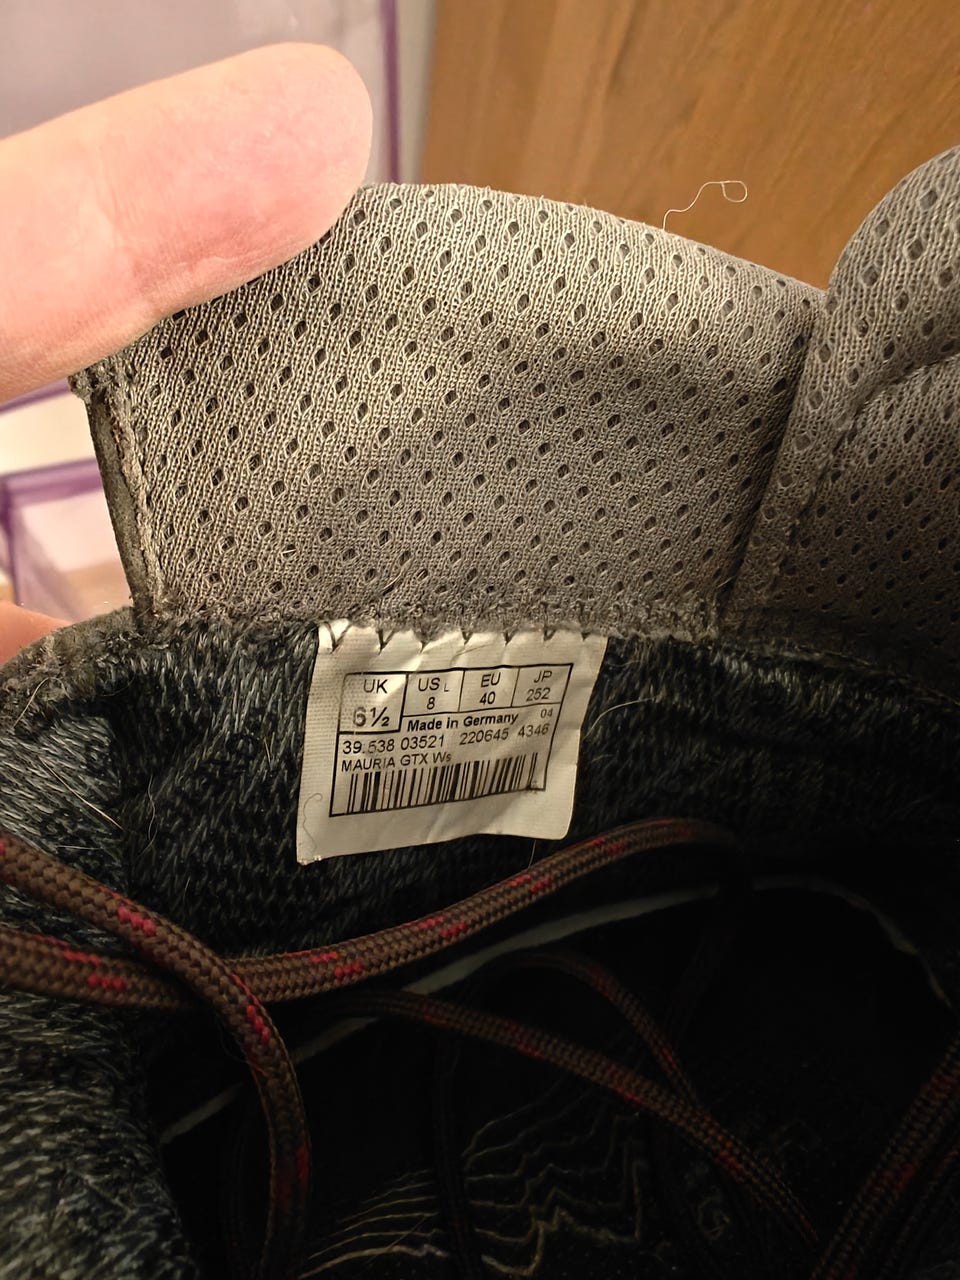 UK US L EU JP
6½ 8 40 252
Made in Germany 04
39.538 03521 220645 4346
MAURIA GTX Ws